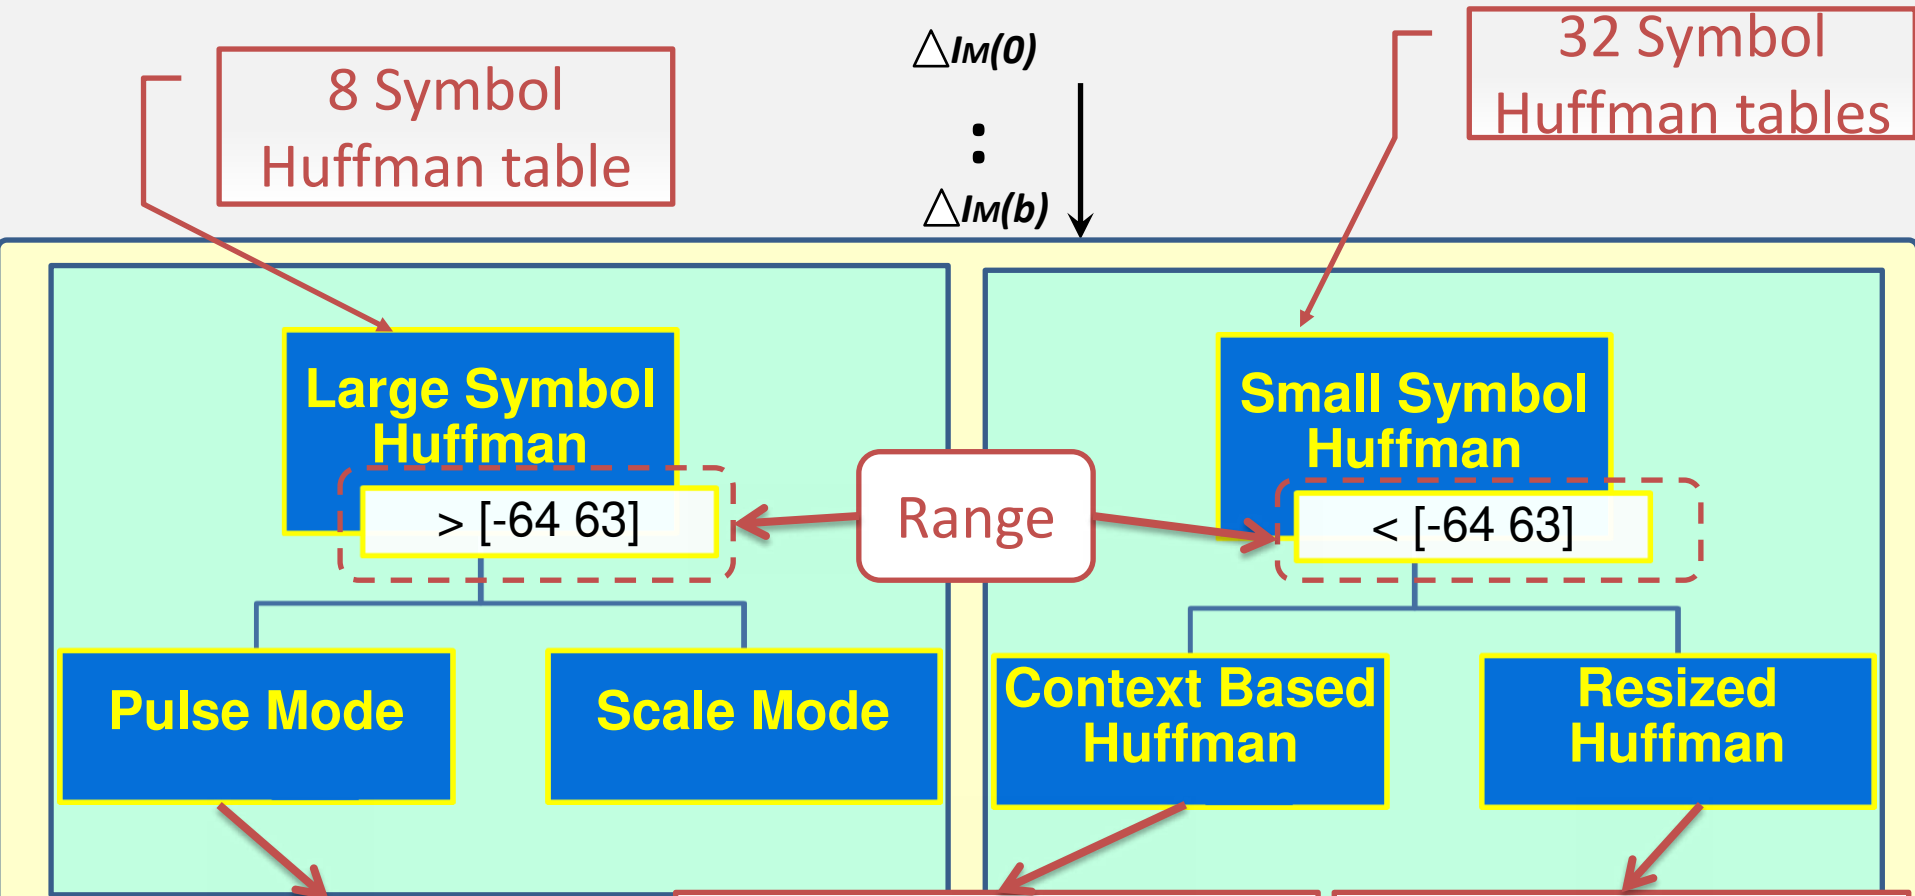 8 Symbol
Huffman table
△IM(0)
:
△IM(b)
32 Symbol
Huffman tables
Large Symbol
Huffman
> [-64 63]
Range
Small Symbol
Huffman
< [-64 63]
Pulse Mode
Scale Mode
Context Based
Huffman
Resized
Huffman